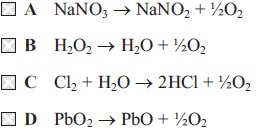 A NaNO₃ → NaNO₂ + ½O₂
B H₂O₂ → H₂O + ½O₂
C Cl₂ + H₂O → 2HCl + ½O₂
D PbO₂ → PbO + ½O₂